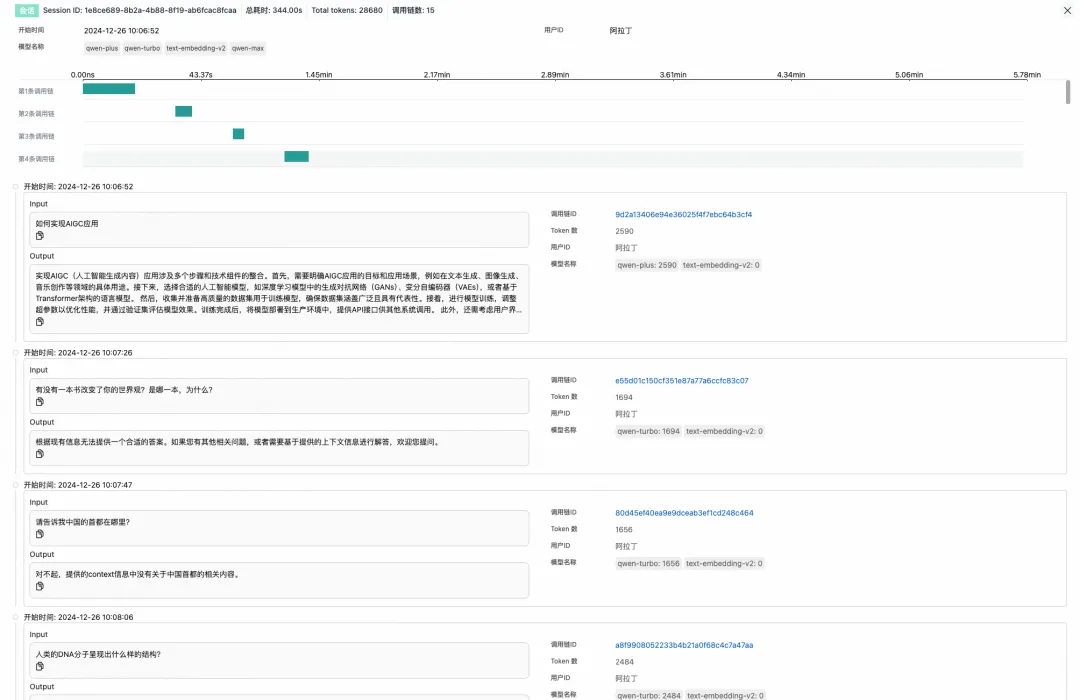 会话 Session ID: 1e8ce689-8b2a-4b88-8f19-ab6fcac8fcaa 总耗时: 344.00s Total tokens: 28680 调用链数: 15
开始时间 2024-12-26 10:06:52 用户ID 阿拉丁
模型名称 qwen-plus qwen-turbo text-embedding-v2 qwen-max
0.00ns 43.37s 1.45min 2.17min 2.89min 3.61min 4.34min 5.06min 5.78min
第1条调用链
第2条调用链
第3条调用链
第4条调用链
开始时间: 2024-12-26 10:06:52
Input
如何实现AIGC应用
Output
实现AIGC（人工智能生成内容）应用涉及多个步骤和技术组件的整合。首先，需要明确AIGC应用的目标和应用场景，例如在文本生成、图像生成、
音乐创作等领域的具体用途。接下来，选择合适的人工智能模型，如深度学习模型中的生成对抗网络（GANs）、变分自编码器（VAEs），或者基于
Transformer架构的语言模型。 然后，收集并准备高质量的数据集用于训练模型，确保数据集涵盖广泛且具有代表性。接着，进行模型训练，调整
超参数以优化性能，并通过验证集评估模型效果。训练完成后，将模型部署到生产环境中，提供API接口供其他系统调用。 此外，还需考虑用户界...
调用链ID 9d2a13406e94e36025f4f7ebc64b3cf4
Token 数 2590
用户ID 阿拉丁
模型名称 qwen-plus: 2590 text-embedding-v2: 0
开始时间: 2024-12-26 10:07:26
Input
有没有一本书改变了你的世界观？是哪一本，为什么？
Output
根据现有信息无法提供一个合适的答案。如果您有其他相关问题，或者需要基于提供的上下文信息进行解答，欢迎您提问。
调用链ID e55d01c150cf351e87a77a6ccfc83c07
Token 数 1694
用户ID 阿拉丁
模型名称 qwen-turbo: 1694 text-embedding-v2: 0
开始时间: 2024-12-26 10:07:47
Input
请告诉我中国的首都在哪里?
Output
对不起，提供的context信息中没有关于中国首都的相关内容。
调用链ID 80d45ef40ea9e9dceab3ef1cd248c464
Token 数 1656
用户ID 阿拉丁
模型名称 qwen-turbo: 1656 text-embedding-v2: 0
开始时间: 2024-12-26 10:08:06
Input
人类的DNA分子呈现出什么样的结构?
Output
调用链ID a8f9908052233b4b21a0f68c4c7a47aa
Token 数 2484
用户ID 阿拉丁
模型名称 qwen-turbo: 2484 text-embedding-v2: 0